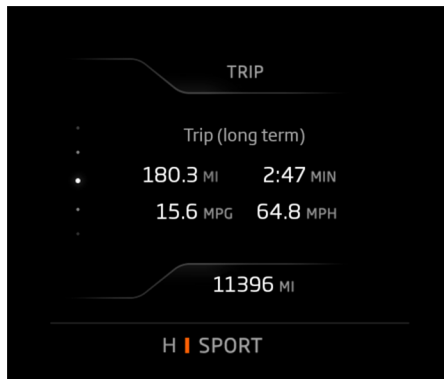 TRIP
Trip (long term)
180.3 MI 2:47 MIN
15.6 MPG 64.8 MPH
11396 MI
H SPORT